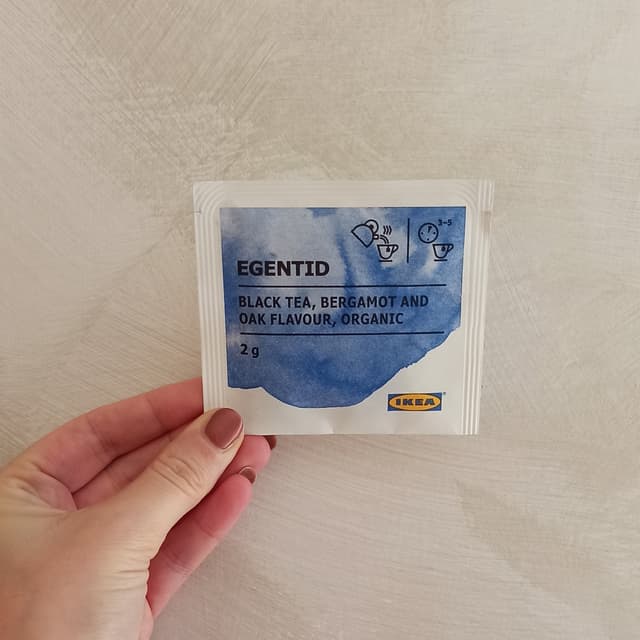 3-5
EGENTID
BLACK TEA, BERGAMOT AND
OAK FLAVOUR, ORGANIC
2 g
IKEA